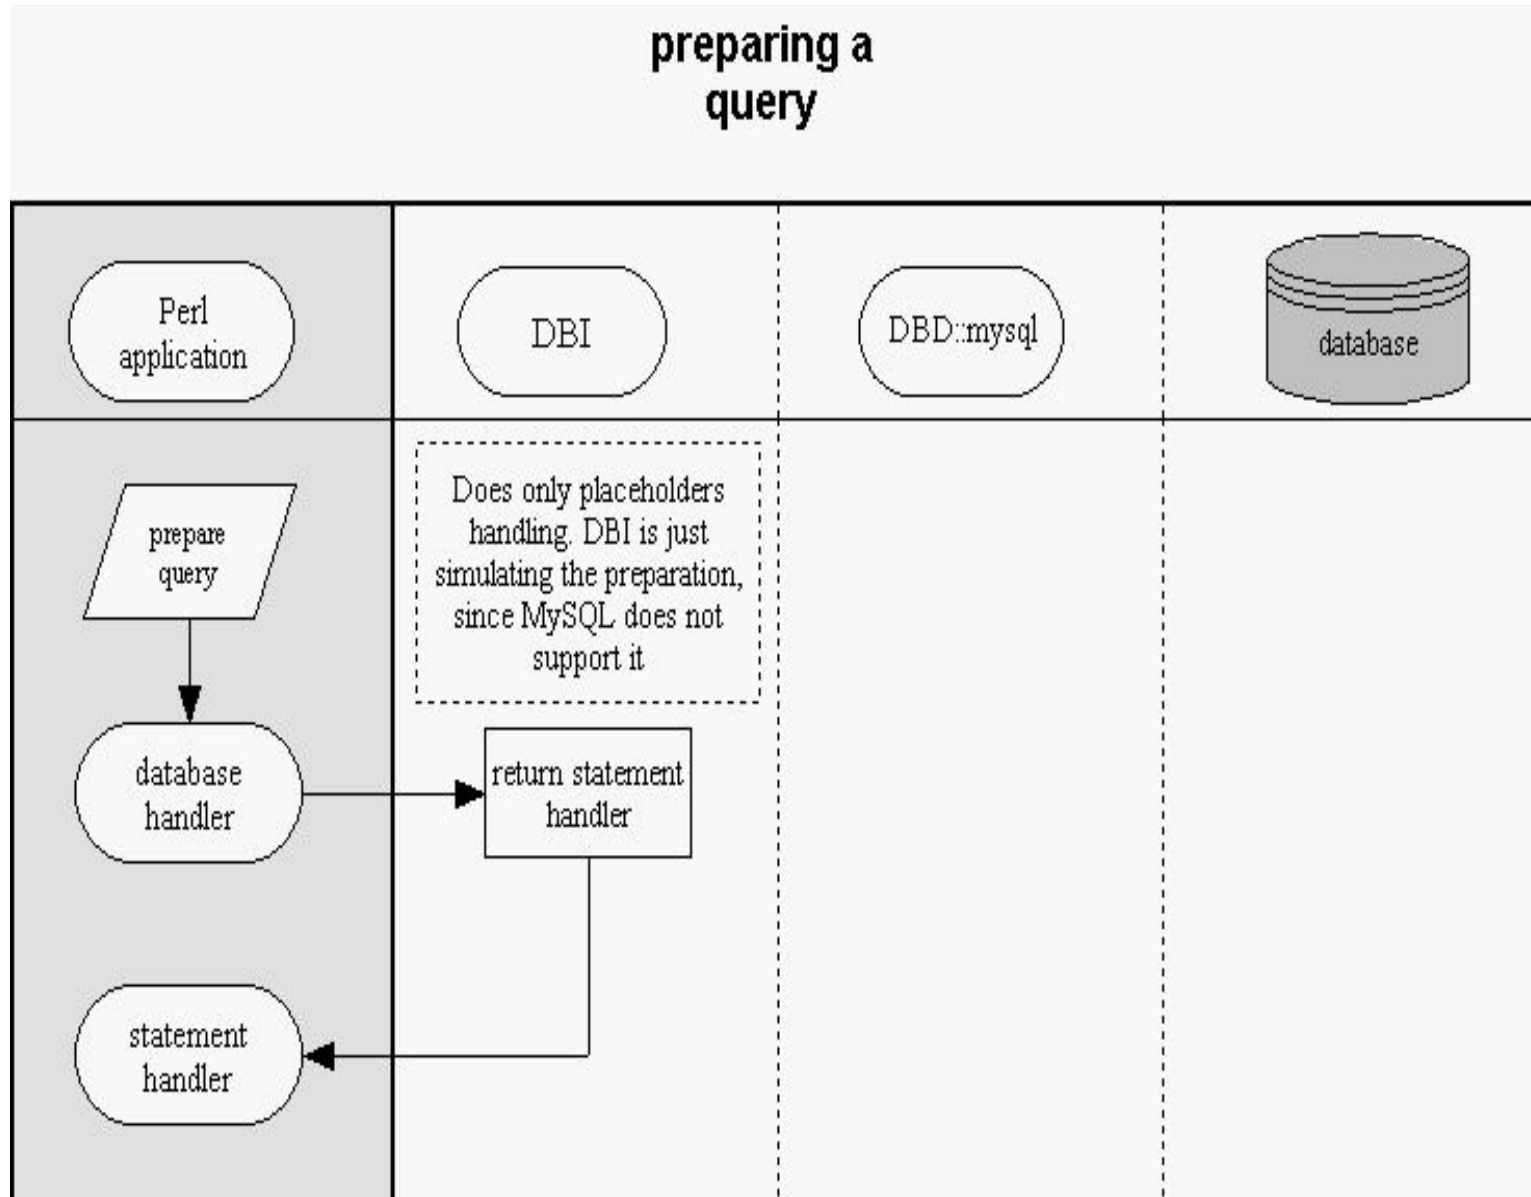 preparing a
query
Perl
application
DBI
DBD::mysql
database
prepare
query
Does only placeholders
handling. DBI is just
simulating the preparation,
since MySQL does not
support it
database
handler
return statement
handler
statement
handler